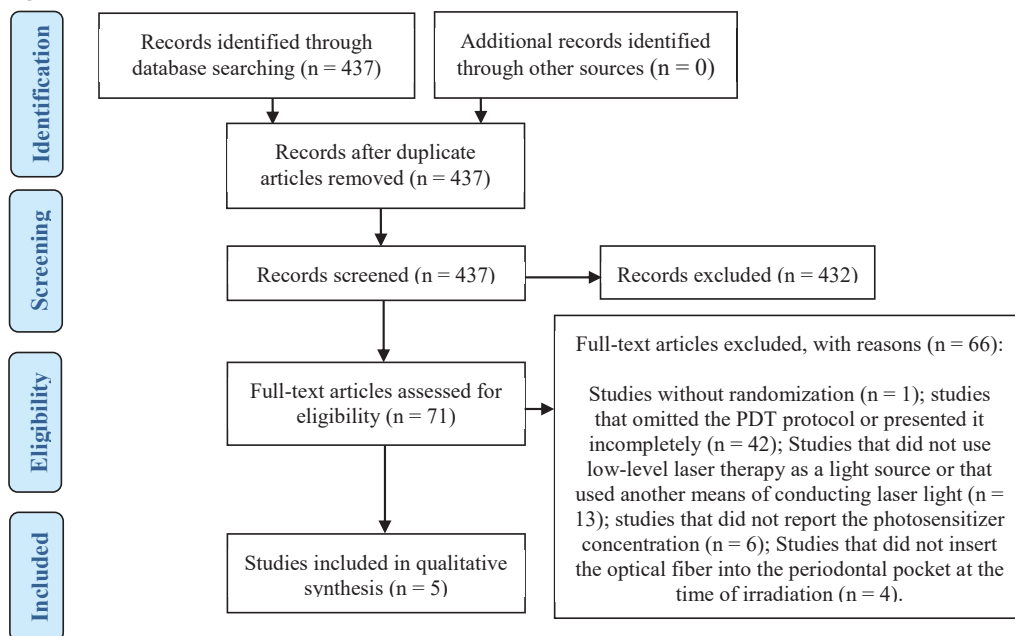 Identification
Records identified through
database searching (n = 437)
Additional records identified
through other sources (n = 0)
Records after duplicate
articles removed (n = 437)
Screening
Records screened (n = 437)
Records excluded (n = 432)
Eligibility
Full-text articles assessed for
eligibility (n = 71)
Full-text articles excluded, with reasons (n = 66):
Studies without randomization (n = 1); studies
that omitted the PDT protocol or presented it
incompletely (n = 42); Studies that did not use
low-level laser therapy as a light source or that
used another means of conducting laser light (n =
13); studies that did not report the photosensitizer
concentration (n = 6); Studies that did not insert
the optical fiber into the periodontal pocket at the
time of irradiation (n = 4).
Included
Studies included in qualitative
synthesis (n = 5)